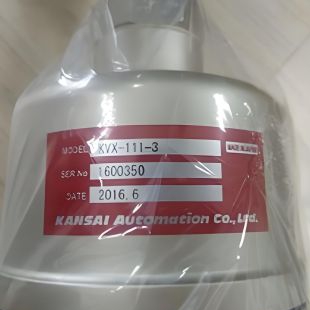 MODEL KVX-111-3
SER.No 1600350
DATE 2016.6
KANSAI Automation Co., Ltd.